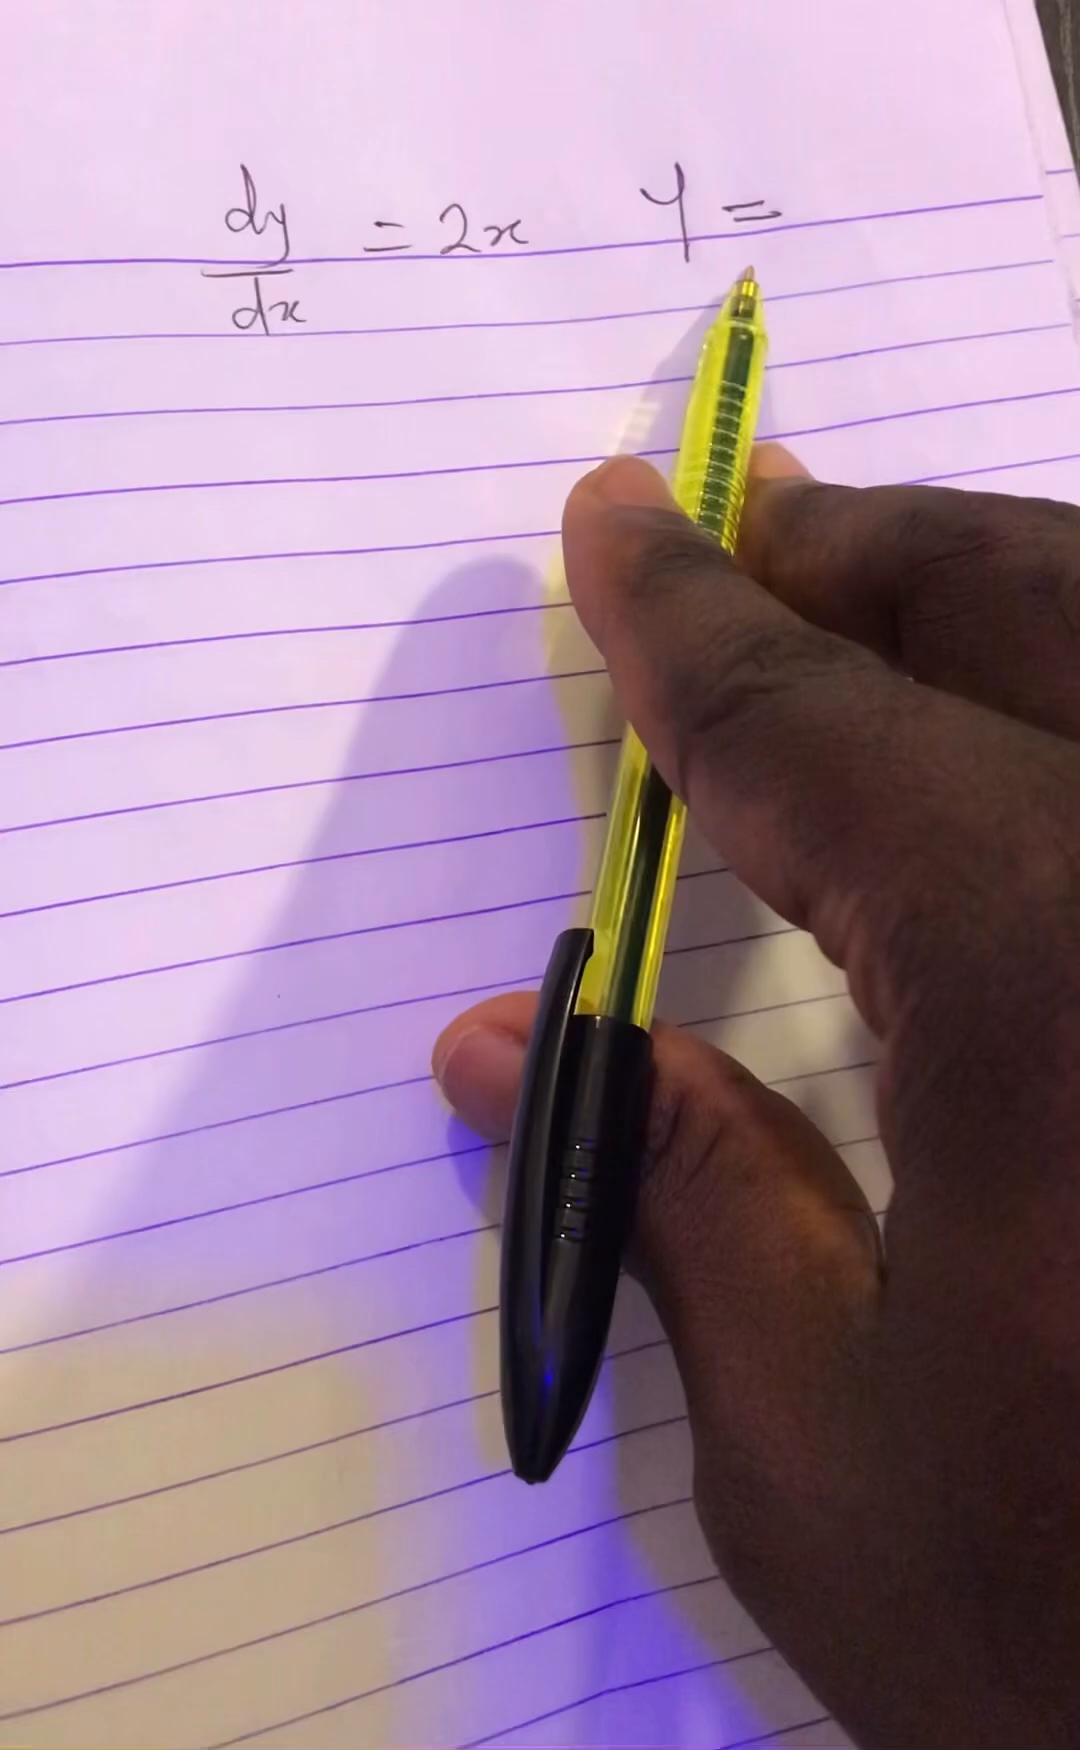 dy/dx = 2x y =